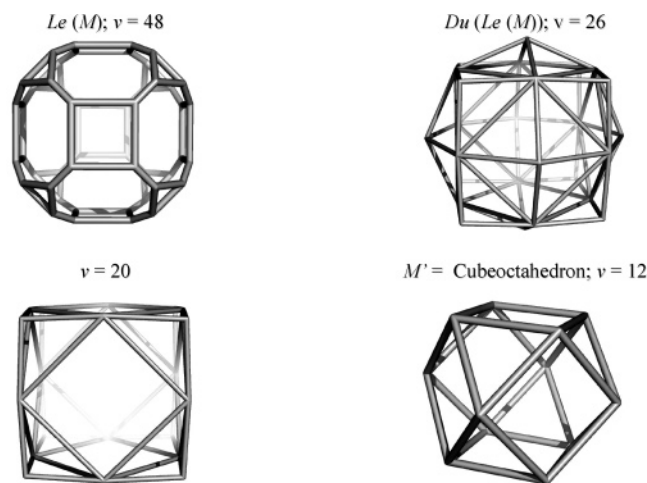 Le (M); v = 48
Du (Le (M)); v = 26
v = 20
M' = Cubeoctahedron; v = 12